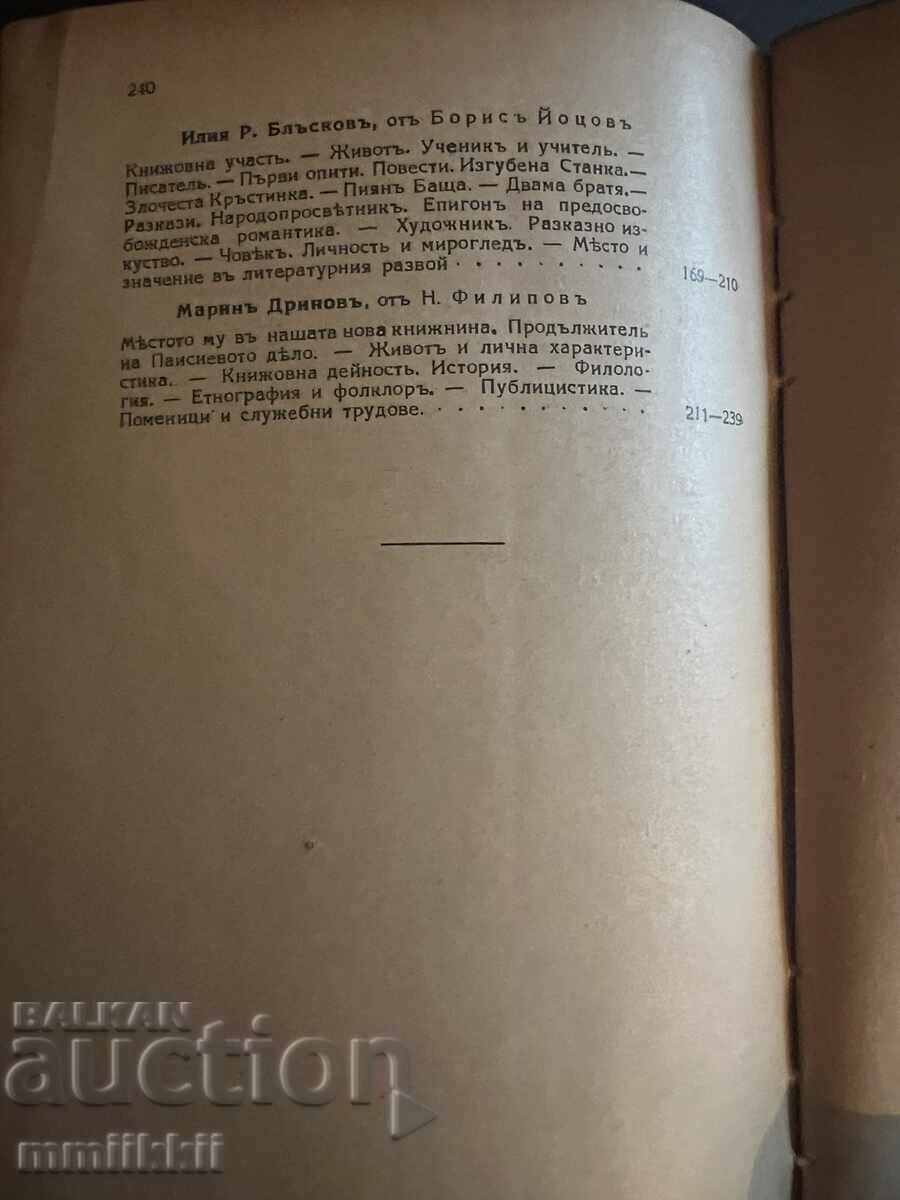 240
Илия Р. Блъсковъ, отъ Борисъ Йоцовъ
Книжовна участь. — Животъ. Ученикъ и учитель. —
Писатель. — Първи опити. Повести. Изгубена Станка. —
Злочеста Кръстинка. — Пиянъ Баща. — Двама братя. —
Разкази. Народопросвѣтникъ. Епигонъ на предосво-
божденска романтика. — Художникъ. Разказно из-
куство. — Човѣкъ. Личность и мирогледъ. — Мѣсто и
значение въ литературния развой . . . . . . . . . . 169—210
Маринъ Дриновъ, отъ Н. Филиповъ
Мѣстото му въ нашата нова книжнина. Продължитель
на Паисиевото дѣло. — Животъ и лична характери-
стика. — Книжовна дейность. История. — Филоло-
гия. — Етнография и фолклоръ. — Публицистика. —
Поменици и служебни трудове. . . . . . . . . . . . 211—239
BALKAN
auction
mmiikkii